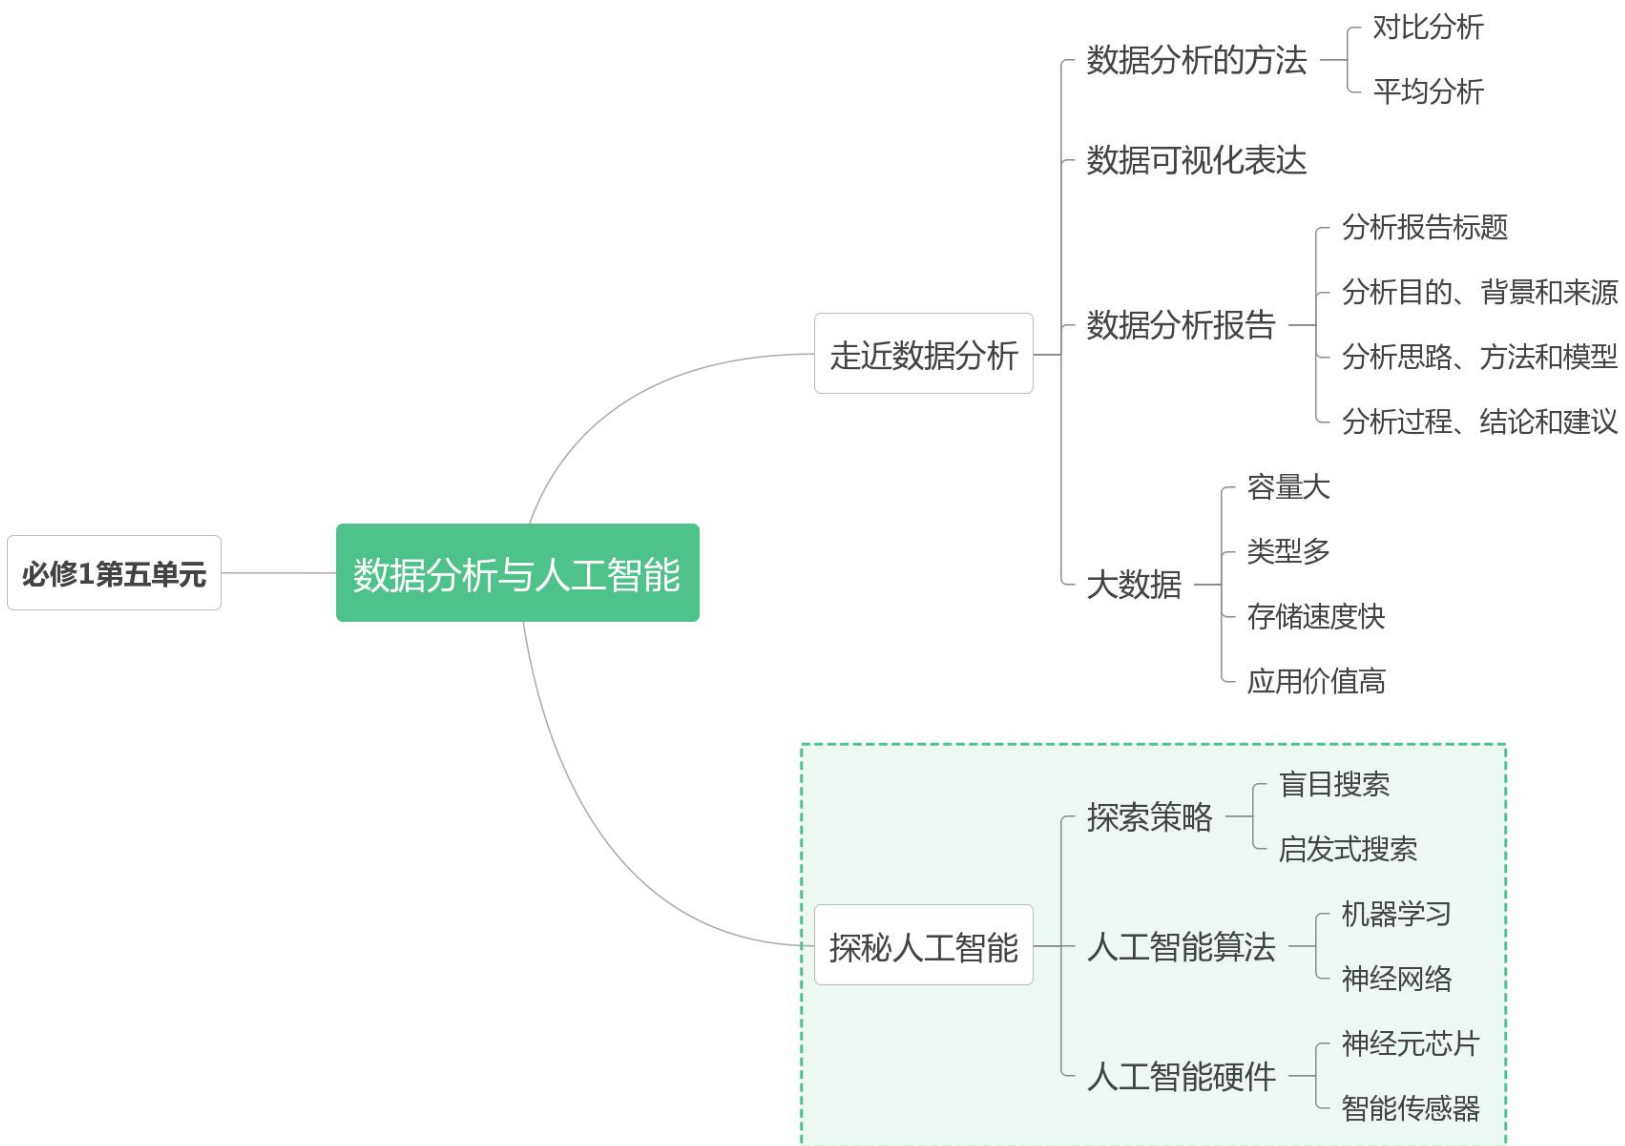 必修1第五单元
数据分析与人工智能
走近数据分析
数据分析的方法
对比分析
平均分析
数据可视化表达
数据分析报告
分析报告标题
分析目的、背景和来源
分析思路、方法和模型
分析过程、结论和建议
大数据
容量大
类型多
存储速度快
应用价值高
探秘人工智能
探索策略
盲目搜索
启发式搜索
人工智能算法
机器学习
神经网络
人工智能硬件
神经元芯片
智能传感器